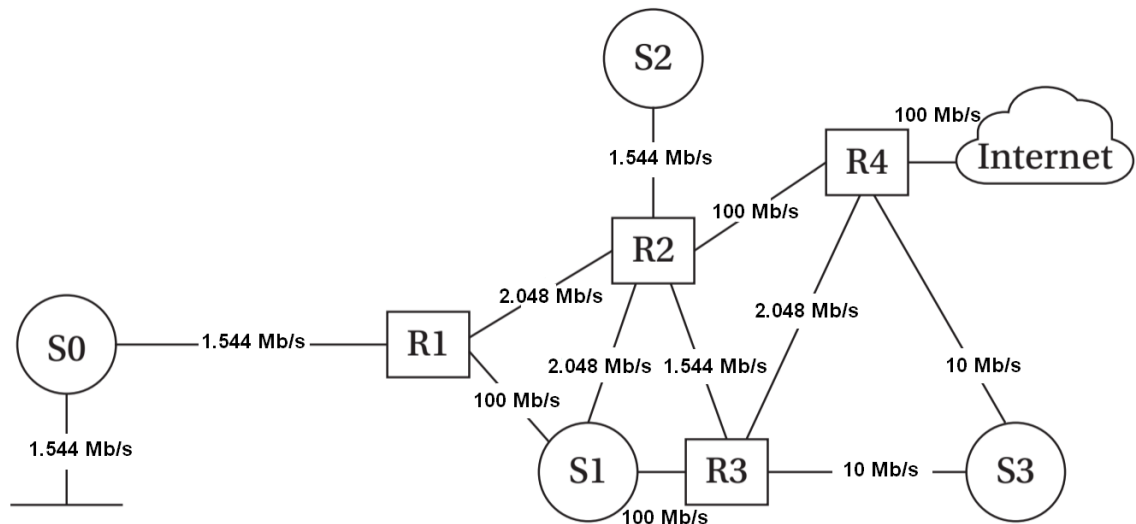 S2
100 Mb/s
1.544 Mb/s
R4
Internet
100 Mb/s
R2
2.048 Mb/s
2.048 Mb/s
S0
1.544 Mb/s
R1
2.048 Mb/s
1.544 Mb/s
10 Mb/s
100 Mb/s
1.544 Mb/s
S1
R3
10 Mb/s
S3
100 Mb/s